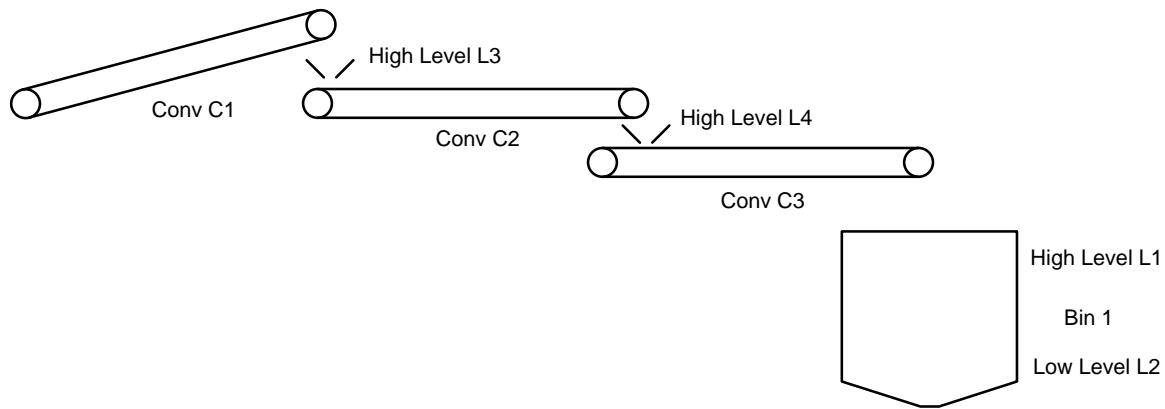 High Level L3
Conv C1
High Level L4
Conv C2
Conv C3
High Level L1
Bin 1
Low Level L2